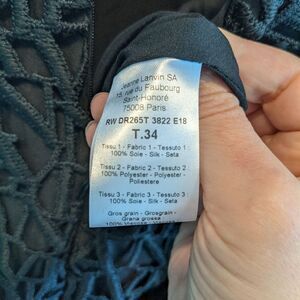 Jeanne Lanvin SA
15, rue du Faubourg
Saint-Honoré
75008 Paris
RW DR265T 3822 E18
T.34
Tissu 1 - Fabric 1 - Tessuto 1
100% Soie - Silk - Seta
Tissu 2 - Fabric 2 - Tessuto 2
100% Polyester - Polyester -
Poliestere
Tissu 3 - Fabric 3 - Tessuto 3
100% Soie - Silk - Seta
Gros grain - Grosgrain -
Grana grossa